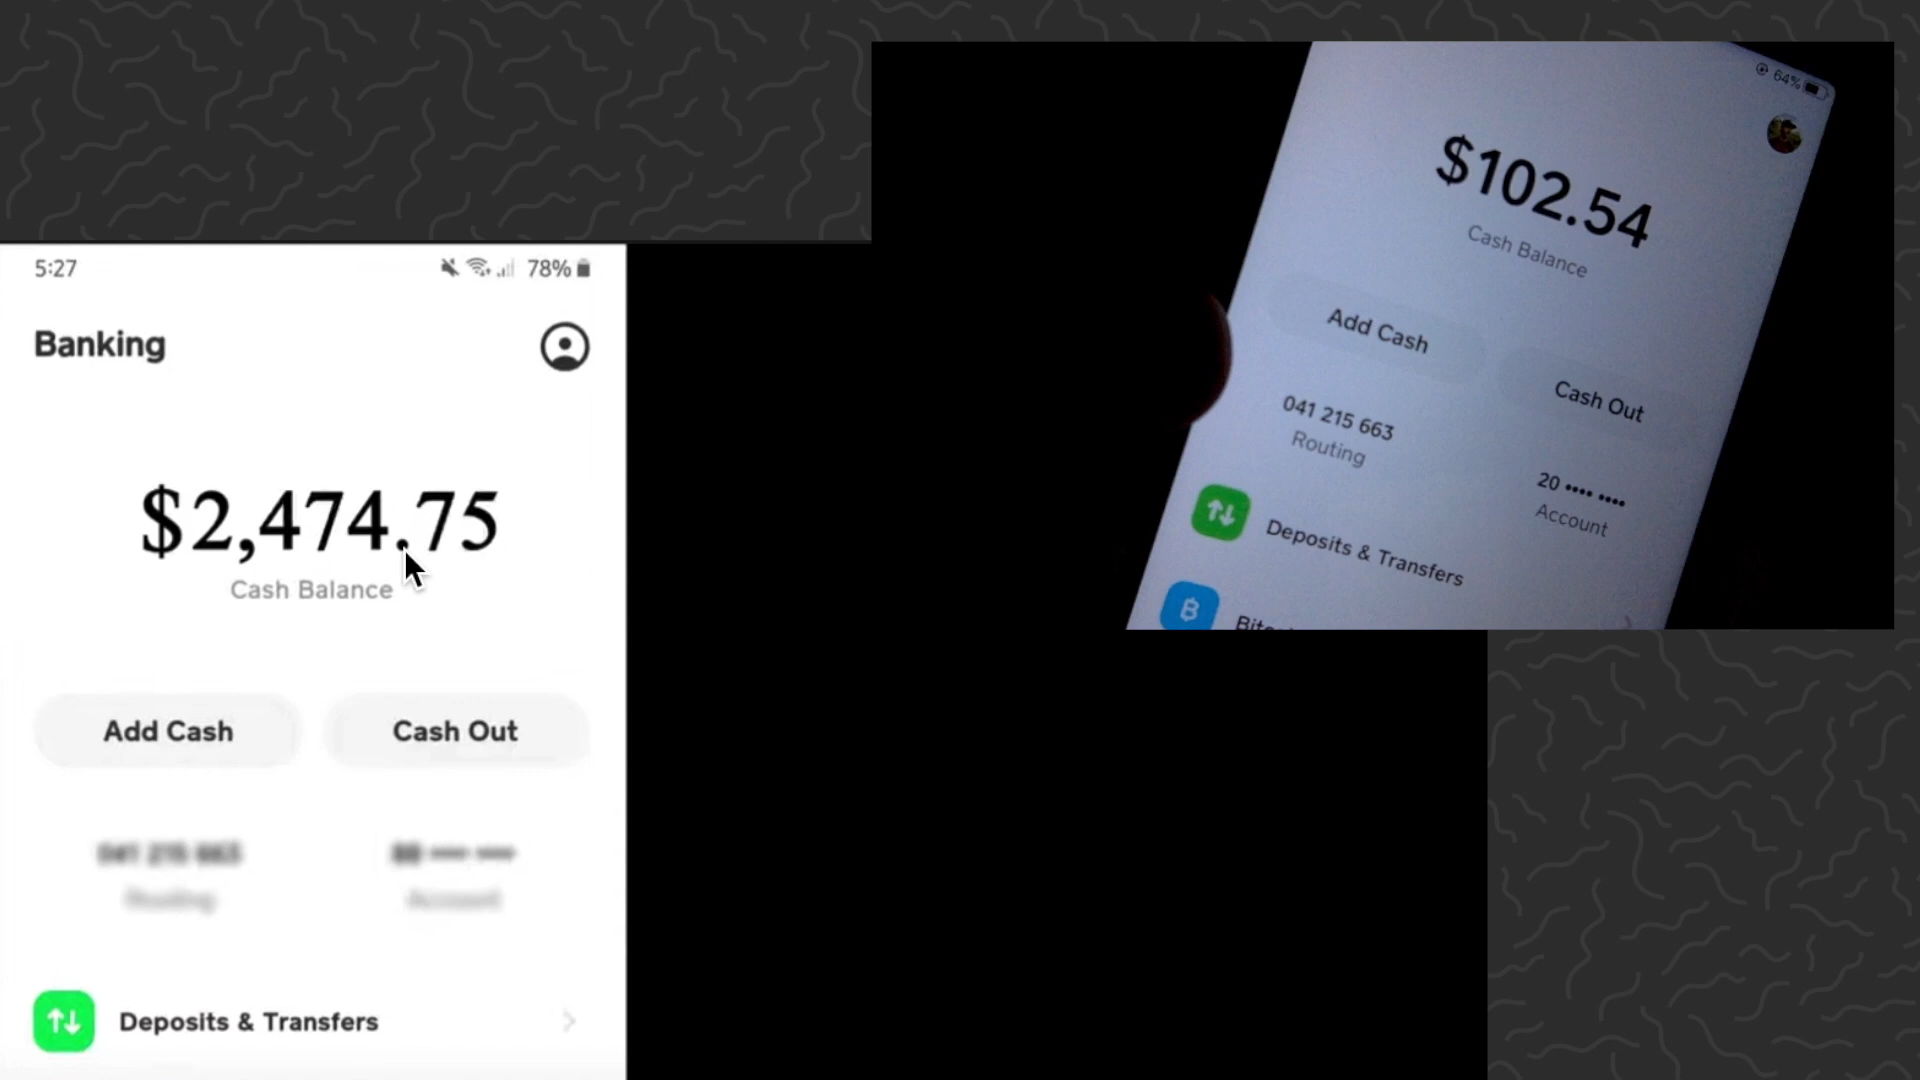 5:27
78%
Banking
$2,474.75
Cash Balance
Add Cash
Cash Out
Deposits & Transfers
64%
$102.54
Cash Balance
Add Cash
Cash Out
041 215 663
Routing
20 •••• ••••
Account
Deposits & Transfers